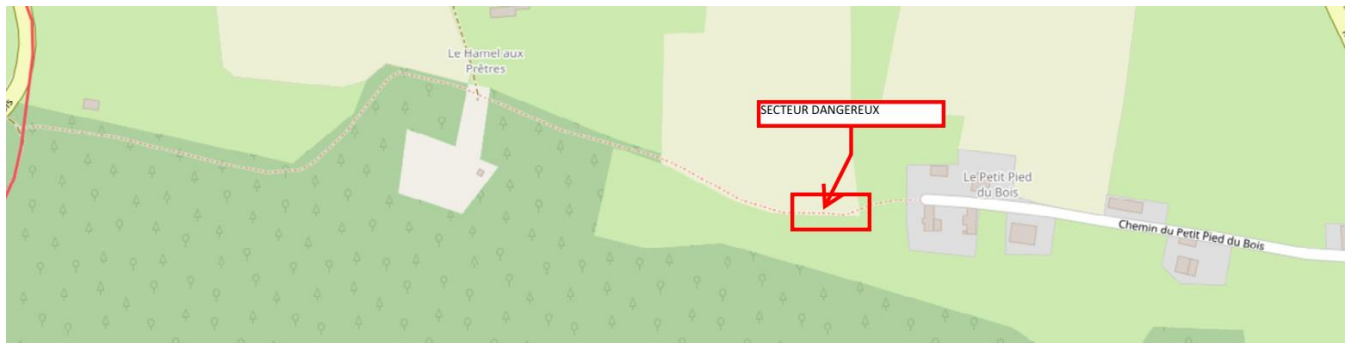 Le Hamel aux
Prêtres
SECTEUR DANGEREUX
Le Petit Pied
du Bois
Chemin du Petit Pied du Bois